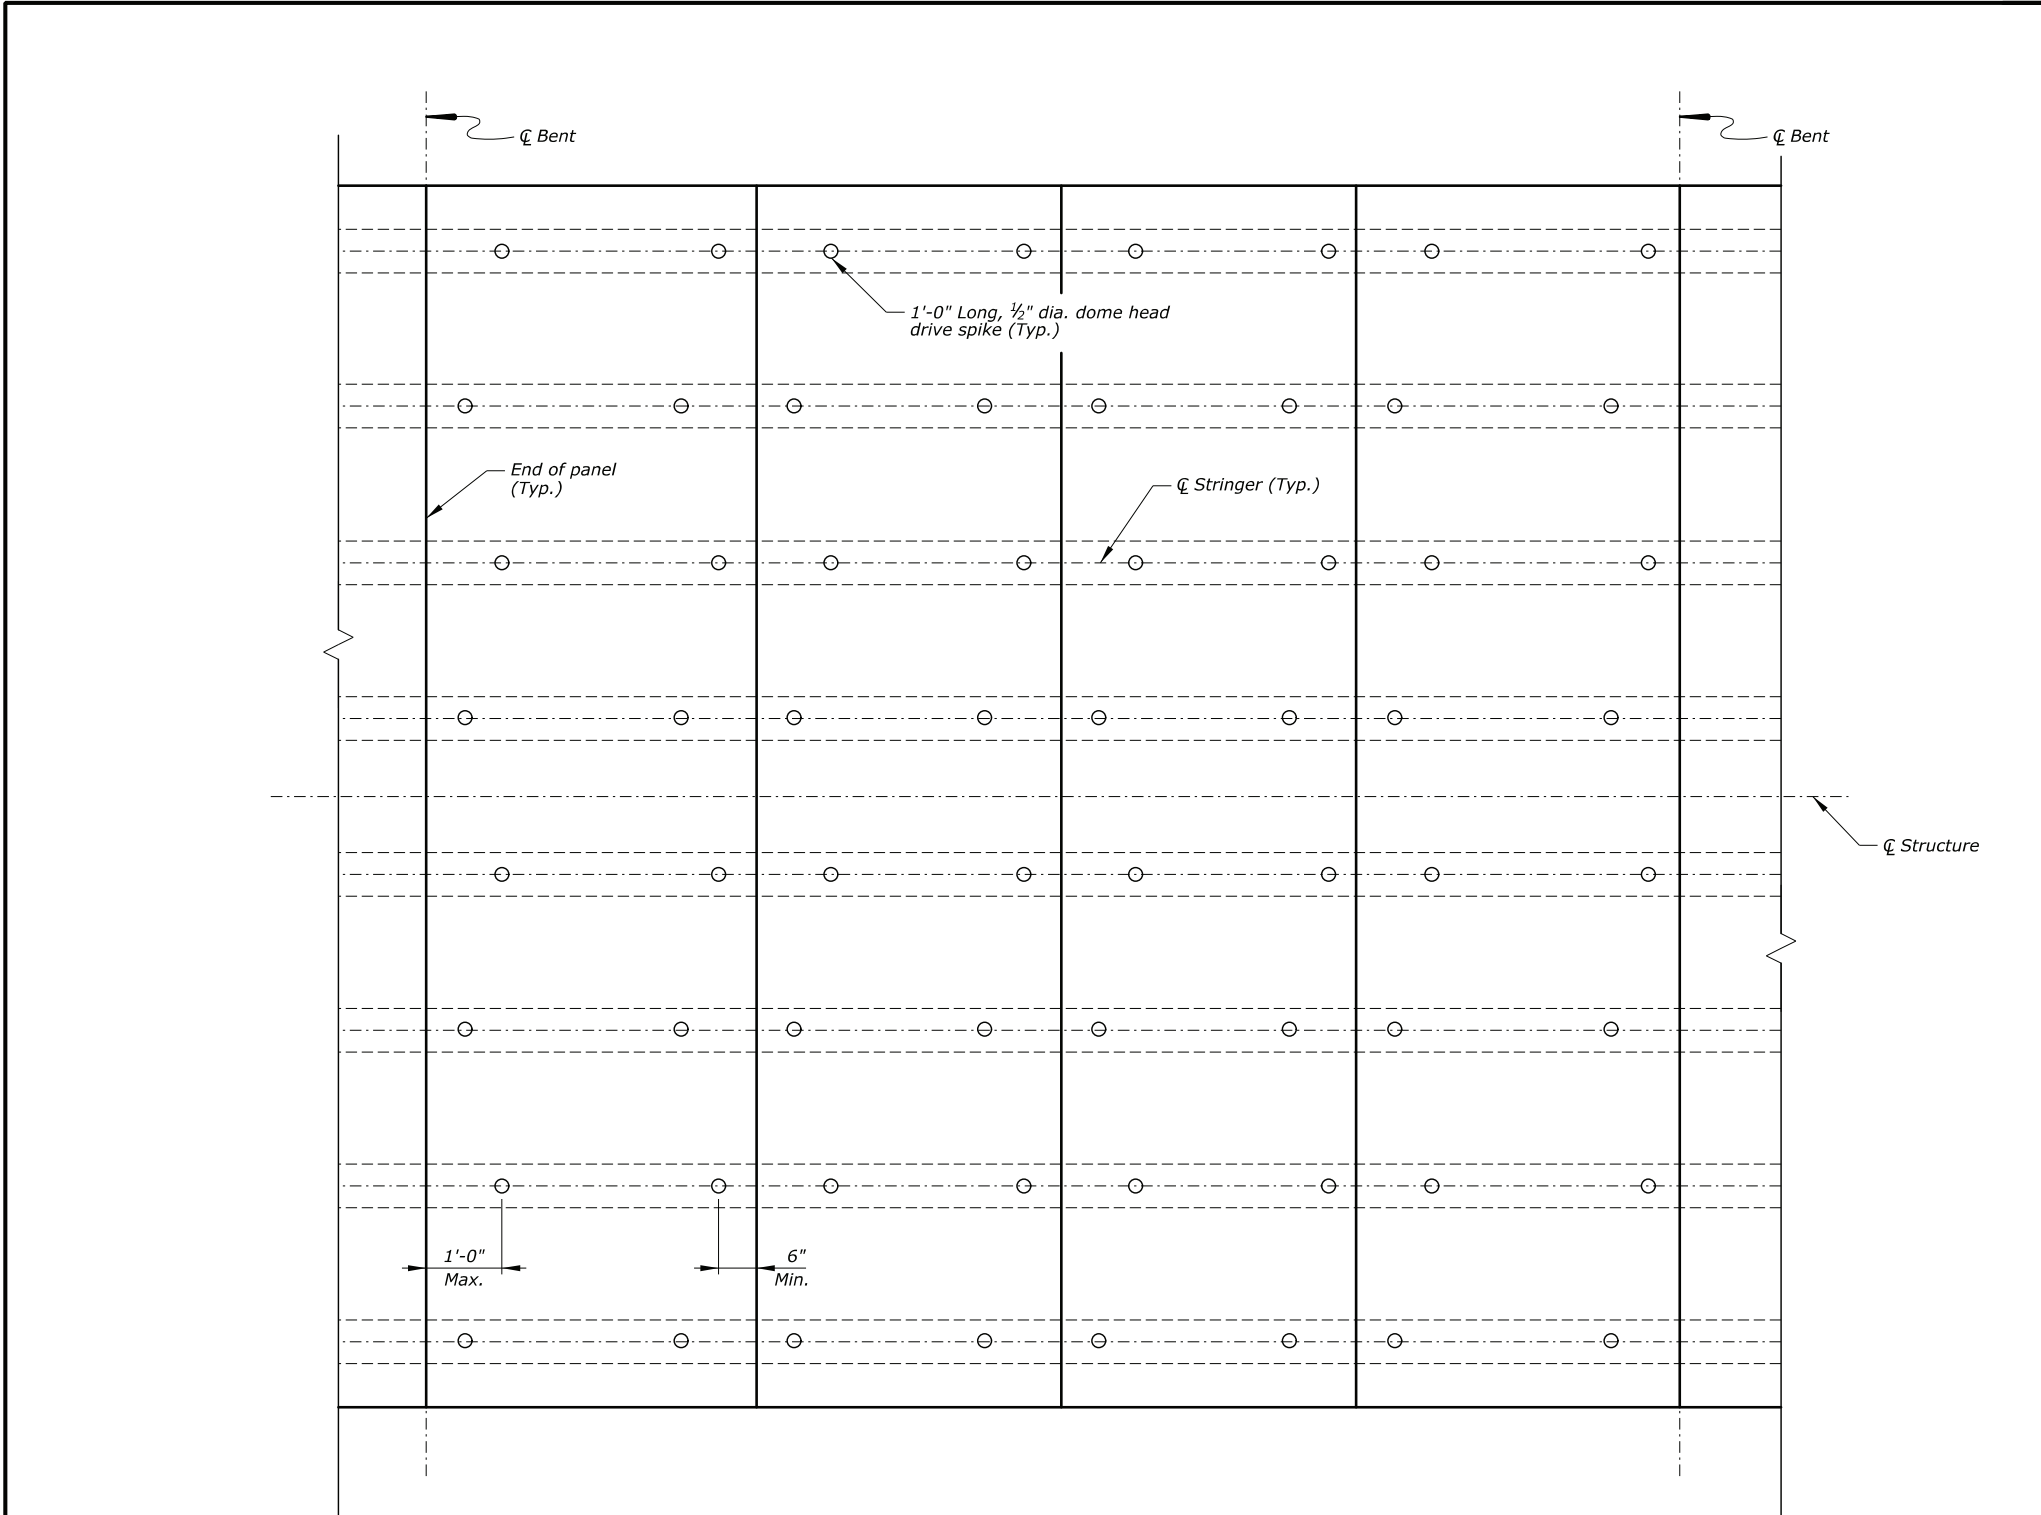 ℄ Bent
℄ Bent
1'-0" Long, ½" dia. dome head
drive spike (Typ.)
End of panel
(Typ.)
℄ Stringer (Typ.)
℄ Structure
1'-0"
Max.
6"
Min.